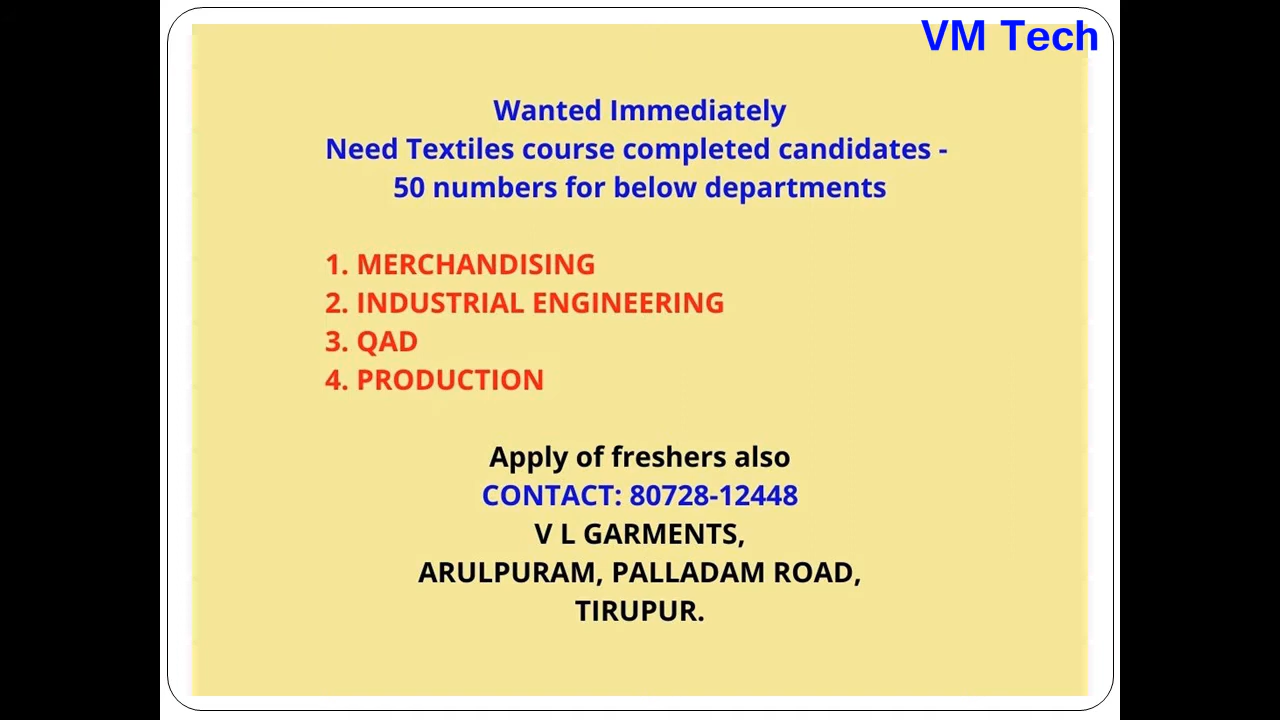 VM Tech
Wanted Immediately
Need Textiles course completed candidates -
50 numbers for below departments
1. MERCHANDISING
2. INDUSTRIAL ENGINEERING
3. QAD
4. PRODUCTION
Apply of freshers also
CONTACT: 80728-12448
V L GARMENTS,
ARULPURAM, PALLADAM ROAD,
TIRUPUR.